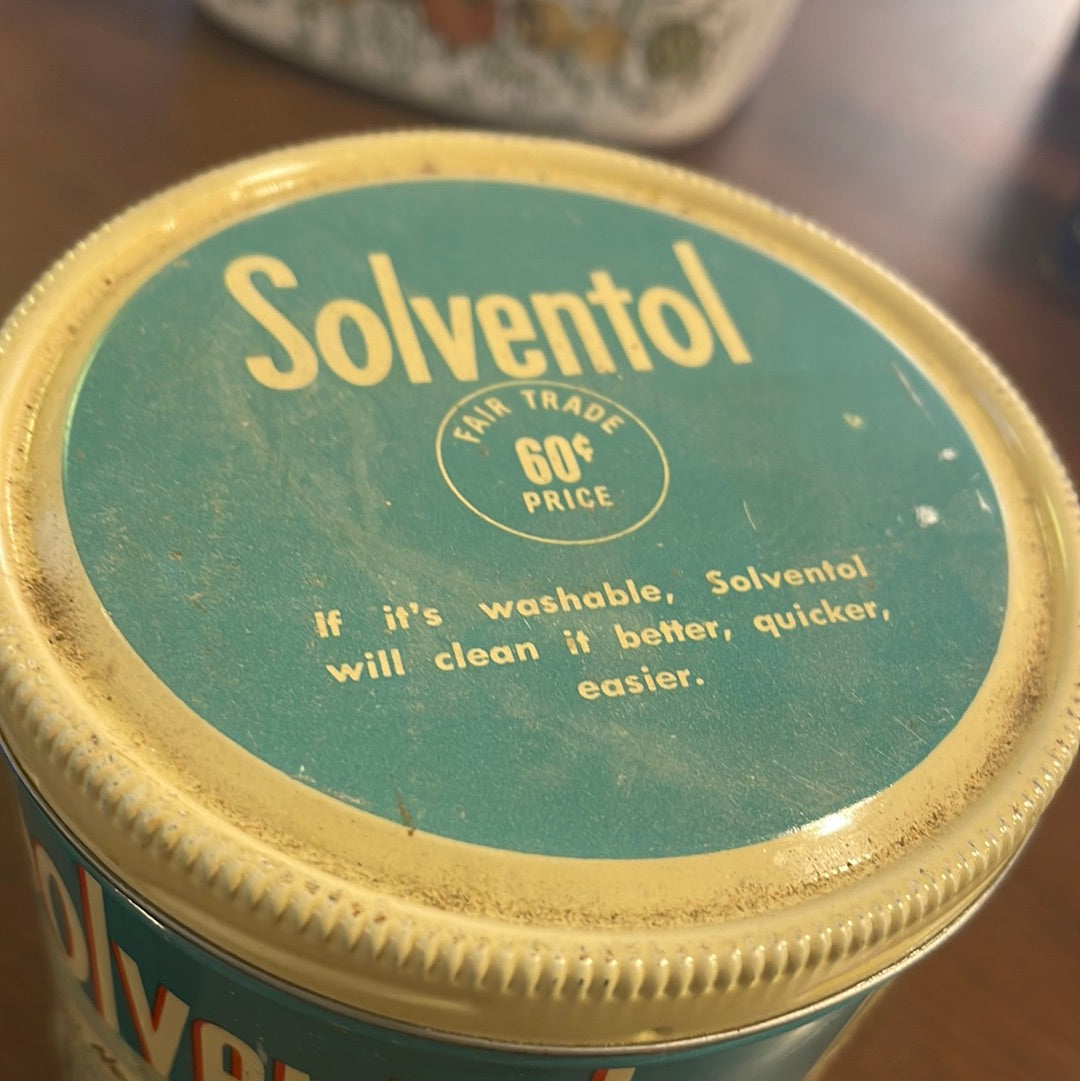 Solventol
FAIR TRADE
60¢
PRICE
If it's washable, Solventol
will clean it better, quicker,
easier.